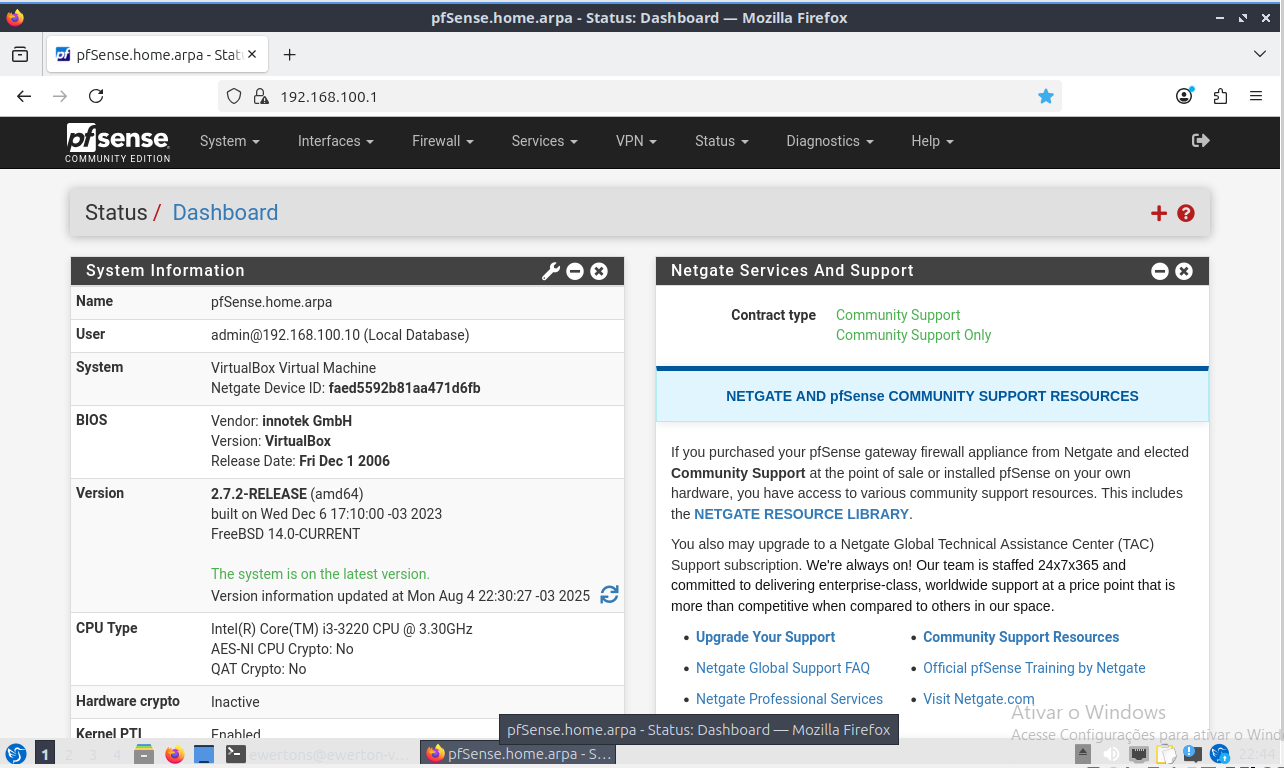 pfSense.home.arpa - Status: Dashboard — Mozilla Firefox
pfSense.home.arpa - Stat
192.168.100.1
pfsense
COMMUNITY EDITION
System
Interfaces
Firewall
Services
VPN
Status
Diagnostics
Help
Status / Dashboard
System Information
Name pfSense.home.arpa
User admin@192.168.100.10 (Local Database)
System VirtualBox Virtual Machine
Netgate Device ID: faed5592b81aa471d6fb
BIOS Vendor: innotek GmbH
Version: VirtualBox
Release Date: Fri Dec 1 2006
Version 2.7.2-RELEASE (amd64)
built on Wed Dec 6 17:10:00 -03 2023
FreeBSD 14.0-CURRENT
The system is on the latest version.
Version information updated at Mon Aug 4 22:30:27 -03 2025
CPU Type Intel(R) Core(TM) i3-3220 CPU @ 3.30GHz
AES-NI CPU Crypto: No
QAT Crypto: No
Hardware crypto Inactive
Kernel PTI Enabled
Netgate Services And Support
Contract type Community Support
Community Support Only
NETGATE AND pfSense COMMUNITY SUPPORT RESOURCES
If you purchased your pfSense gateway firewall appliance from Netgate and elected
Community Support at the point of sale or installed pfSense on your own
hardware, you have access to various community support resources. This includes
the NETGATE RESOURCE LIBRARY.
You also may upgrade to a Netgate Global Technical Assistance Center (TAC)
Support subscription. We're always on! Our team is staffed 24x7x365 and
committed to delivering enterprise-class, worldwide support at a price point that is
more than competitive when compared to others in our space.
• Upgrade Your Support
• Community Support Resources
• Netgate Global Support FAQ
• Official pfSense Training by Netgate
• Netgate Professional Services
• Visit Netgate.com
Ativar o Windows
Acesse Configurações para ativar o Wind
pfSense.home.arpa - Status: Dashboard — Mozilla Firefox
1
2
3
4
ewertons@ewerton-v...
pfSense.home.arpa - S...
22:44